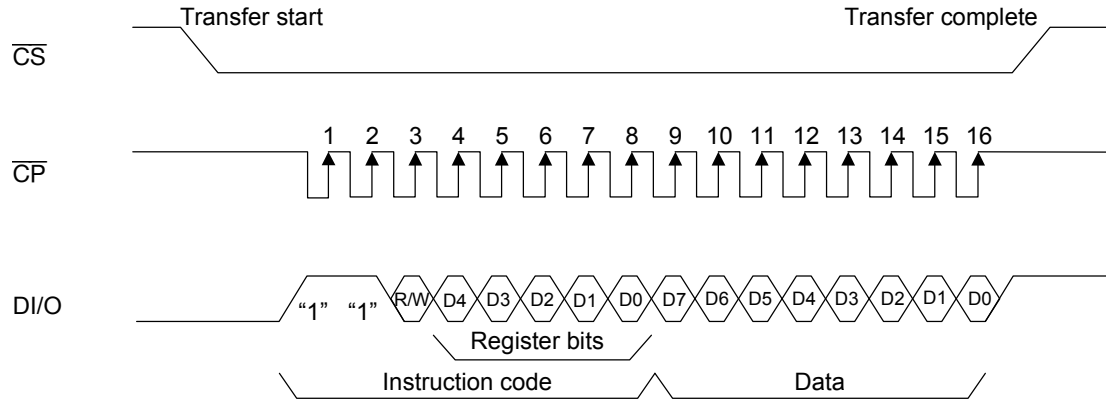 Transfer start Transfer complete
CS
1 2 3 4 5 6 7 8 9 10 11 12 13 14 15 16
CP
DI/O “1” “1” R/W D4 D3 D2 D1 D0 D7 D6 D5 D4 D3 D2 D1 D0
Register bits
Instruction code Data